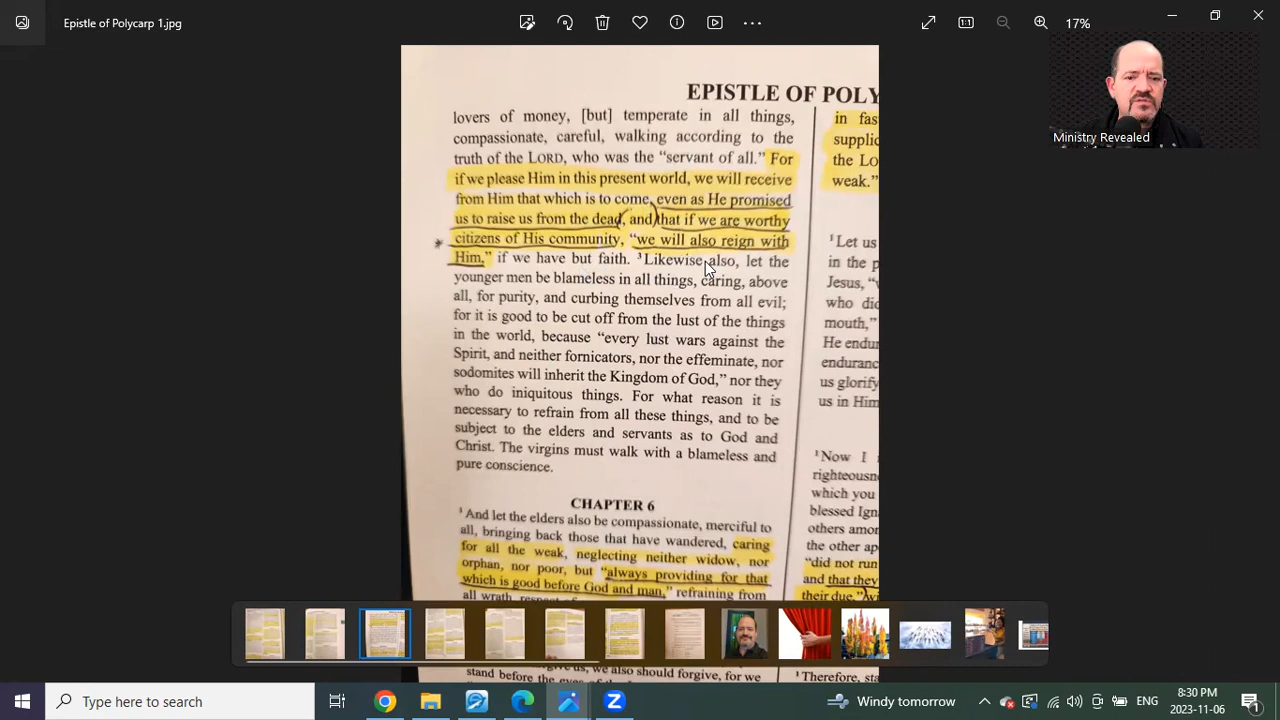 Epistle of Polycarp 1.jpg
17%
Ministry Revealed
EPISTLE OF POLY
lovers of money, [but] temperate in all things,
compassionate, careful, walking according to the
truth of the LORD, who was the “servant of all.” For
if we please Him in this present world, we will receive
from Him that which is to come, even as He promised
us to raise us from the dead, and that if we are worthy
* citizens of His community, “we will also reign with
Him,” if we have but faith. ³Likewise also, let the
younger men be blameless in all things, caring, above
all, for purity, and curbing themselves from all evil;
for it is good to be cut off from the lust of the things
in the world, because “every lust wars against the
Spirit, and neither fornicators, nor the effeminate, nor
sodomites will inherit the Kingdom of God,” nor they
who do iniquitous things. For what reason it is
necessary to refrain from all these things, and to be
subject to the elders and servants as to God and
Christ. The virgins must walk with a blameless and
pure conscience.
CHAPTER 6
¹And let the elders also be compassionate, merciful to
all, bringing back those that have wandered, caring
for all the weak, neglecting neither widow, nor
orphan, nor poor, but “always providing for that
which is good before God and man,” refraining from
all wrath,
give us, we also should forgive, for we
stand before the eyes of
in fas
supplic
the Lo
weak.”
¹Let us
in the p
Jesus, “
who did
mouth,”
He endu
enduranc
us glorify
us in Him
¹Now I
righteousn
which you
blessed Ign
others amon
the other ap
“did not run
and that they
their due,”
¹Therefore, sta
Type here to search
Windy tomorrow
ENG
8:30 PM
2023-11-06